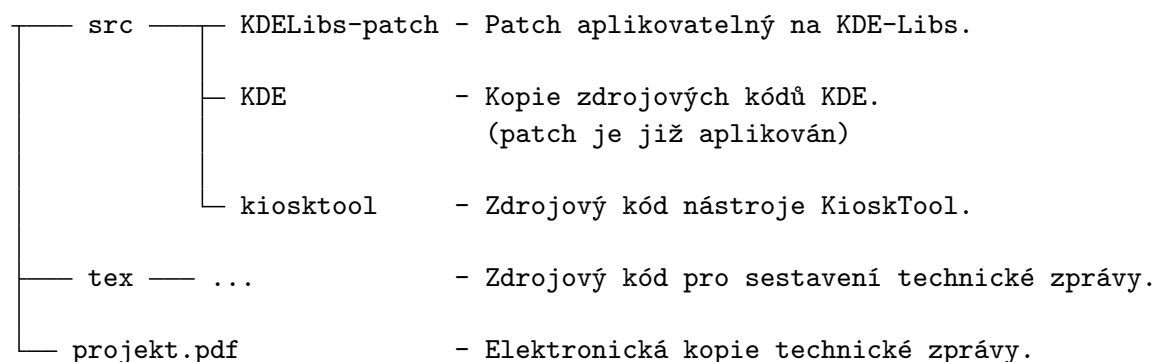 src KDELibs-patch - Patch aplikovatelný na KDE-Libs.
KDE - Kopie zdrojových kódů KDE.
(patch je již aplikován)
kiosktool - Zdrojový kód nástroje KioskTool.
tex ... - Zdrojový kód pro sestavení technické zprávy.
projekt.pdf - Elektronická kopie technické zprávy.